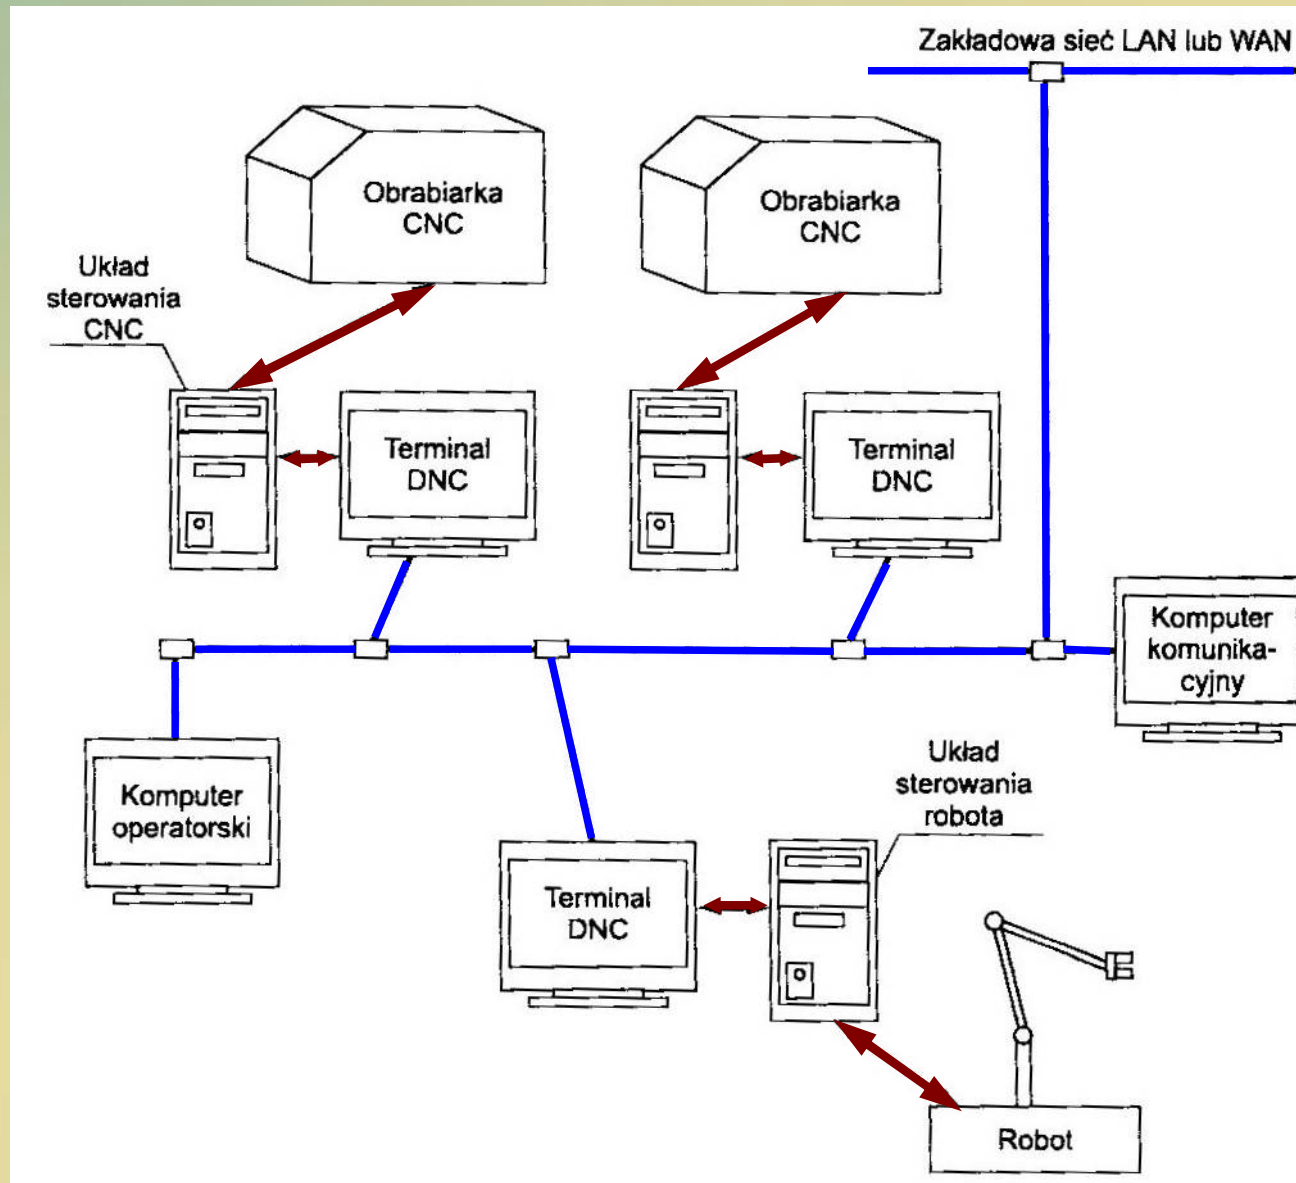 Zakładowa sieć LAN lub WAN
Obrabiarka
CNC
Obrabiarka
CNC
Układ
sterowania
CNC
Terminal
DNC
Terminal
DNC
Komputer
komunika-
cyjny
Komputer
operatorski
Układ
sterowania
robota
Terminal
DNC
Robot